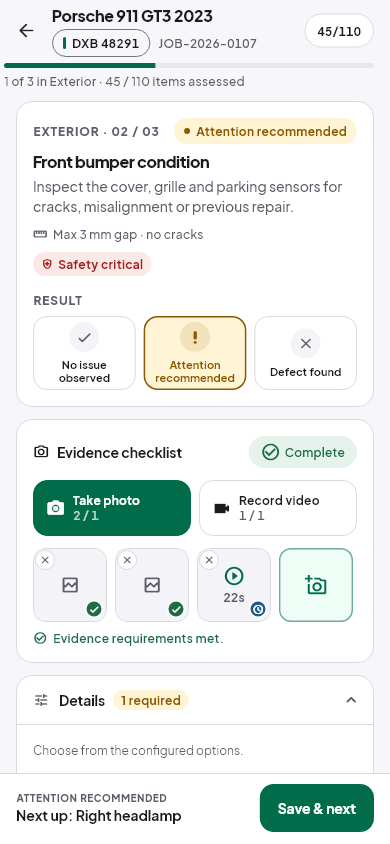 Porsche 911 GT3 2023
DXB 48291 JOB-2026-0107
45/110
1 of 3 in Exterior · 45 / 110 items assessed
EXTERIOR · 02 / 03
Attention recommended
Front bumper condition
Inspect the cover, grille and parking sensors for
cracks, misalignment or previous repair.
Max 3 mm gap · no cracks
Safety critical
RESULT
No issue
observed
Attention
recommended
Defect found
Evidence checklist
Complete
Take photo
2 / 1
Record video
1 / 1
22s
Evidence requirements met.
Details
1 required
Choose from the configured options.
ATTENTION RECOMMENDED
Next up: Right headlamp
Save & next